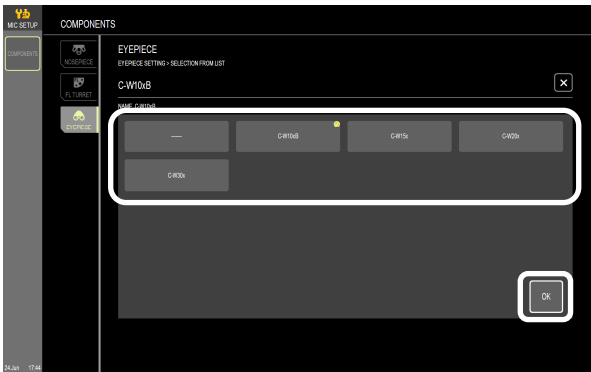 MIC SETUP
COMPONENTS
COMPONENTS
NOSEPIECE
FL TURRET
EYEPIECE
EYEPIECE
EYEPIECE SETTING > SELECTION FROM LIST
C-W10xB
NAME: C-W10xB
-----
C-W10xB
C-W15x
C-W20x
C-W30x
OK
24.Jan 17:44